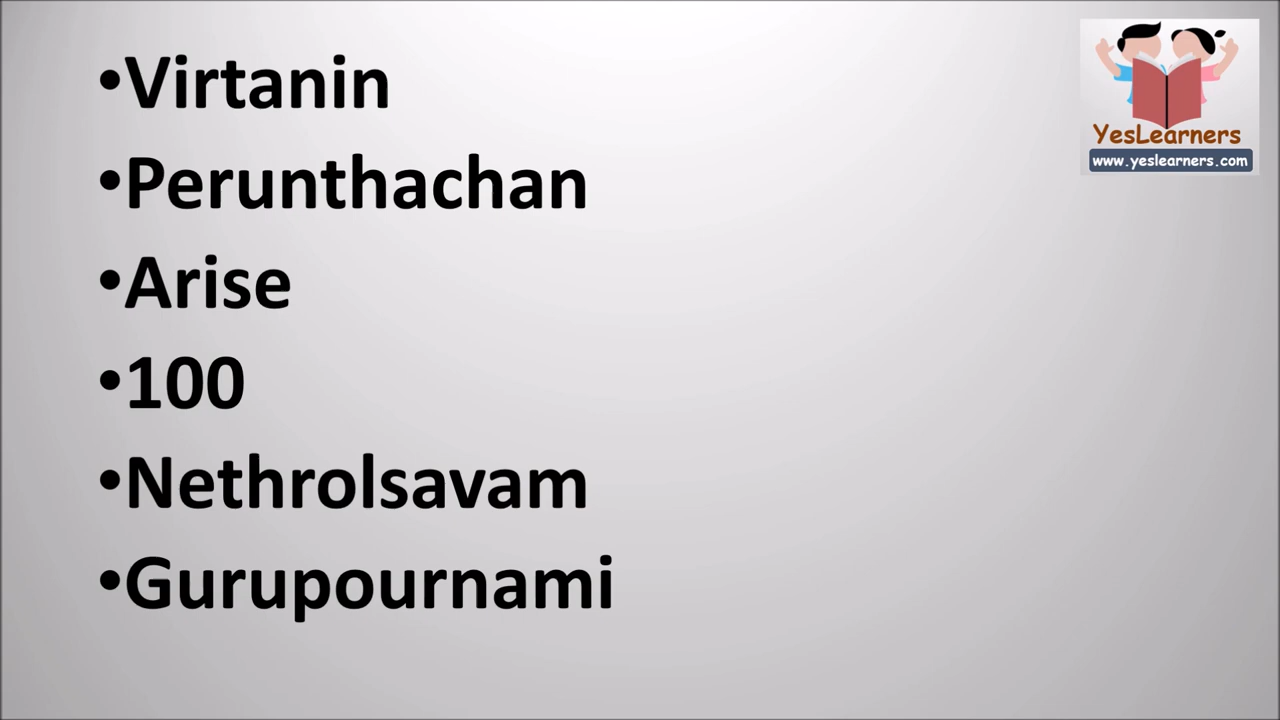 •Virtanin
•Perunthachan
•Arise
•100
•Nethrolsavam
•Gurupournami
YesLearners
www.yeslearners.com